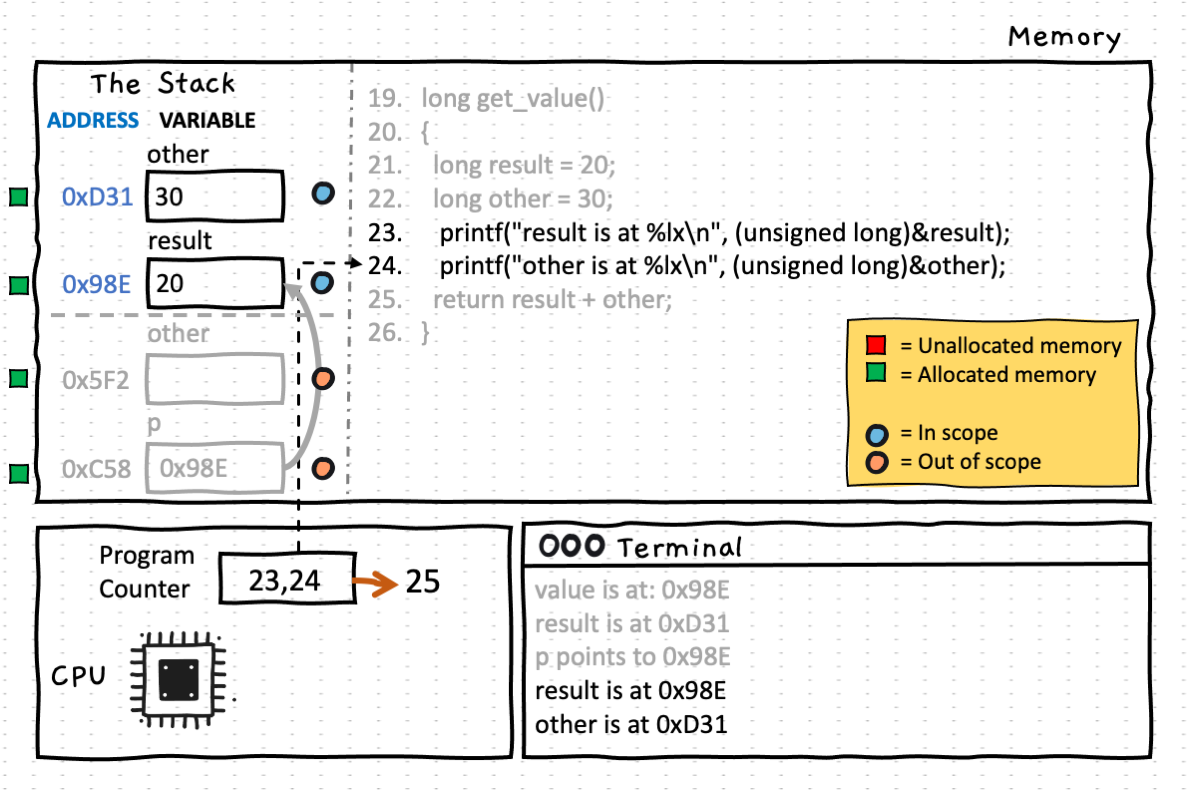 Memory
The Stack
ADDRESS VARIABLE
other
0xD31 30
result
0x98E 20
other
0x5F2
p
0xC58 0x98E
19. long get_value()
20. {
21. long result = 20;
22. long other = 30;
23. printf("result is at %lx\n", (unsigned long)&result);
24. printf("other is at %lx\n", (unsigned long)&other);
25. return result + other;
26. }
= Unallocated memory
= Allocated memory
= In scope
= Out of scope
Program
Counter
23,24 25
CPU
Terminal
value is at: 0x98E
result is at 0xD31
p points to 0x98E
result is at 0x98E
other is at 0xD31